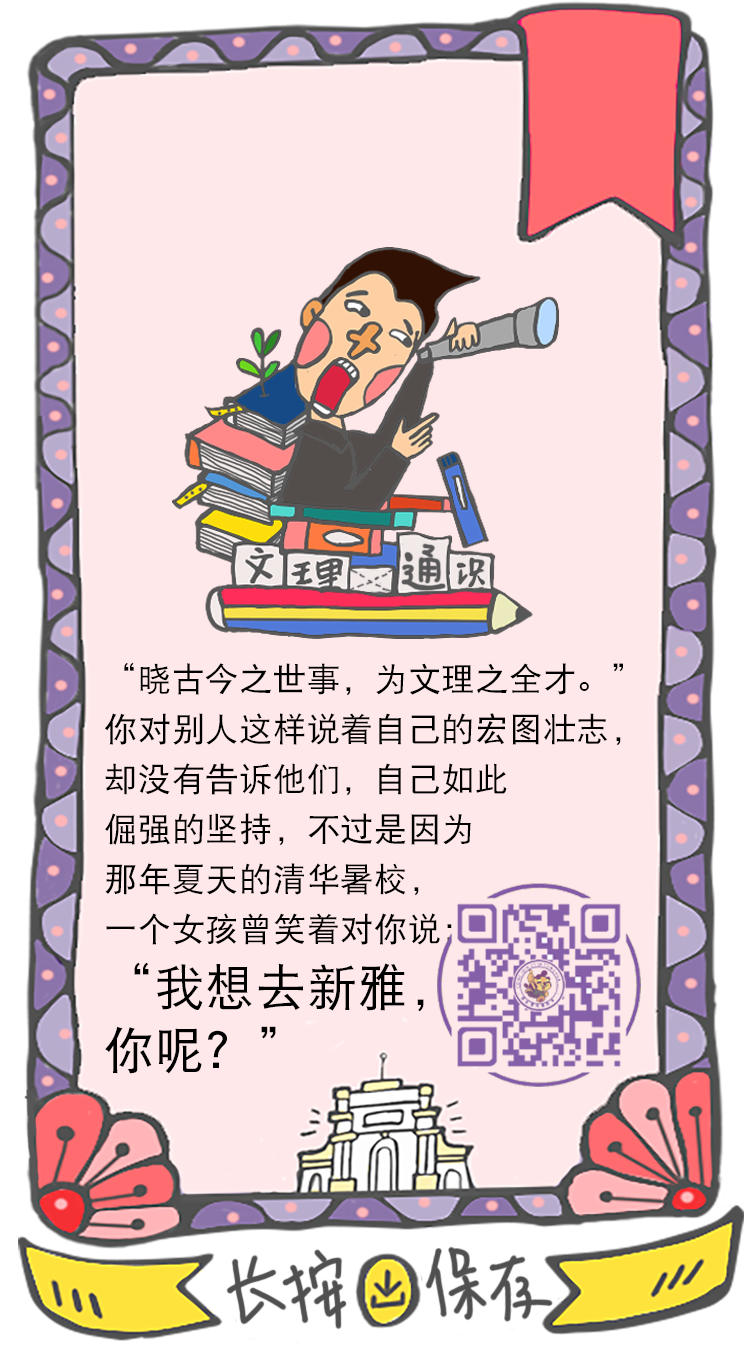 文理通识
“晓古今之世事，为文理之全才。”
你对别人这样说着自己的宏图壮志，
却没有告诉他们，自己如此
倔强的坚持，不过是因为
那年夏天的清华暑校，
一个女孩曾笑着对你说：
“我想去新雅，
你呢？”
长按保存